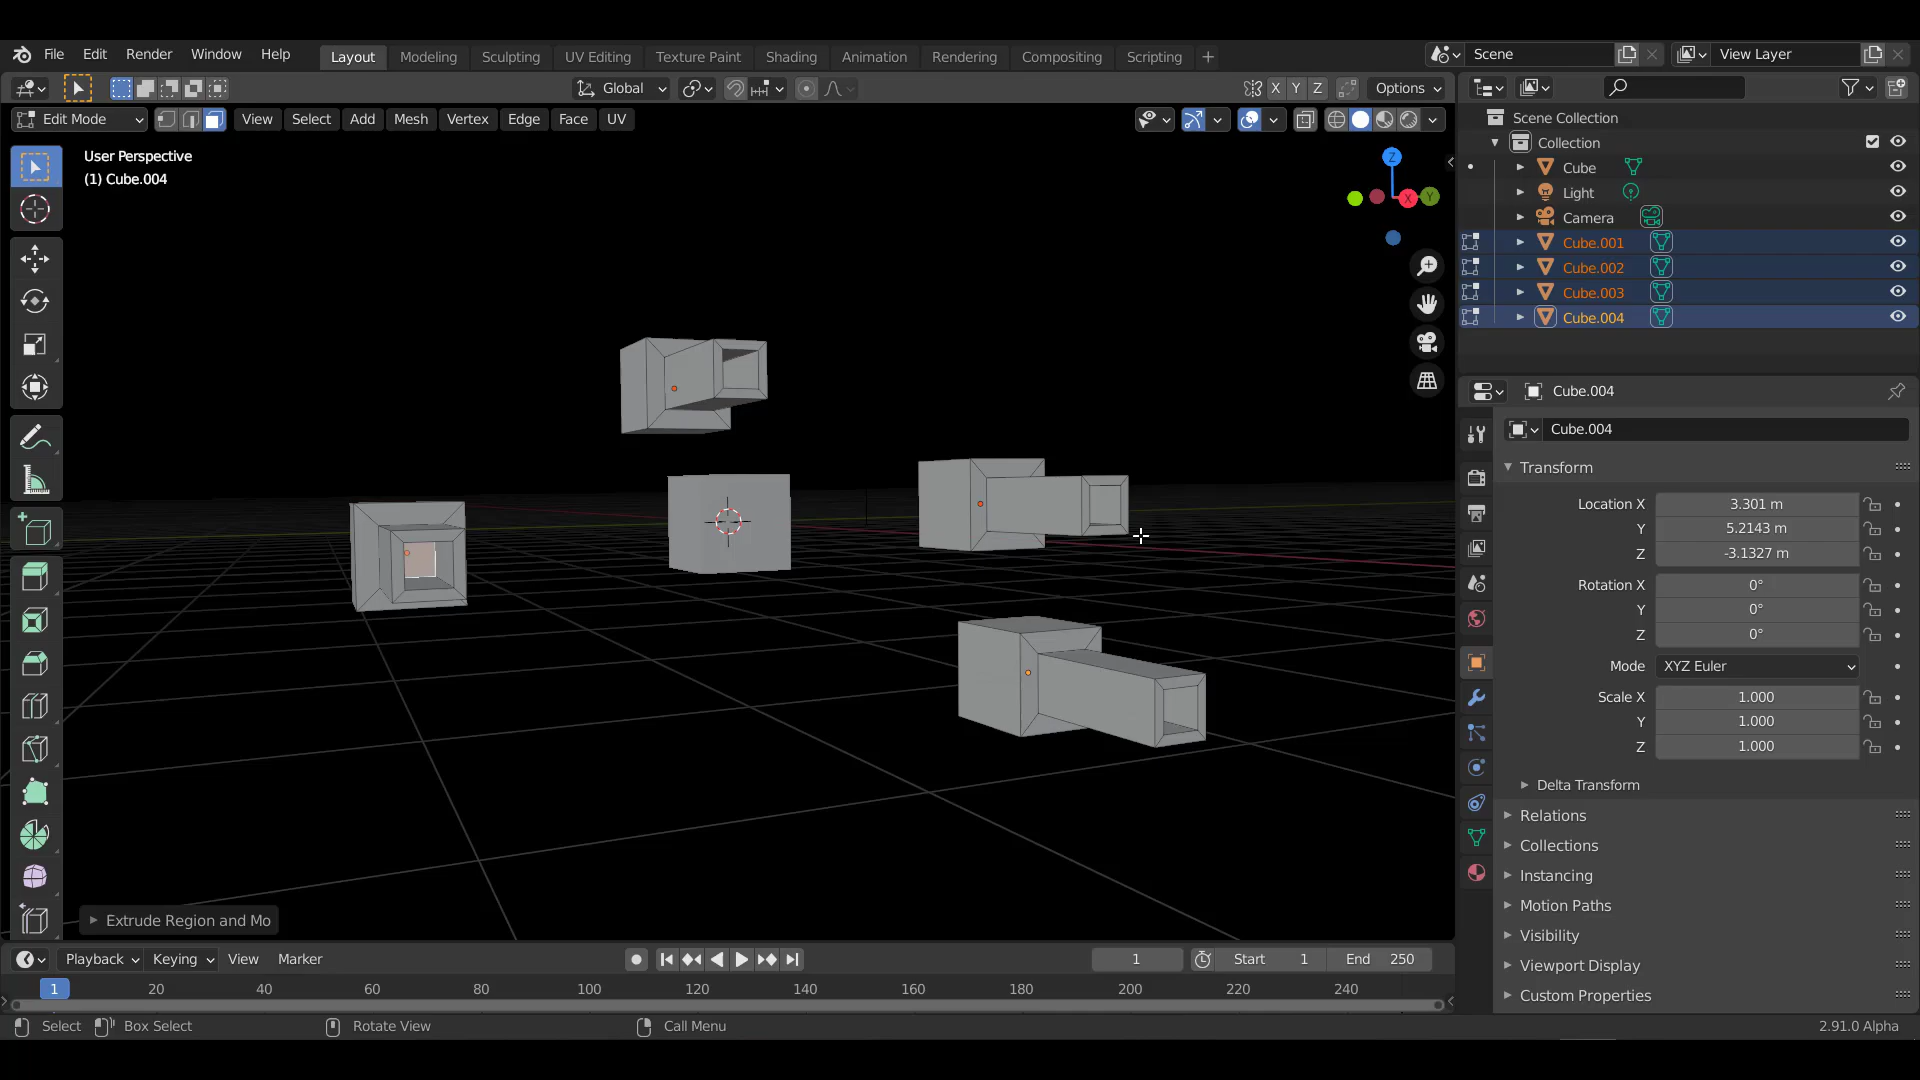 File Edit Render Window Help Layout Modeling Sculpting UV Editing Texture Paint Shading Animation Rendering Compositing Scripting + Scene View Layer
Global X Y Z Options
Edit Mode View Select Add Mesh Vertex Edge Face UV
User Perspective
(1) Cube.004
Z
X Y
Extrude Region and Mo
Scene Collection
Collection
Cube
Light
Camera
Cube.001
Cube.002
Cube.003
Cube.004
Cube.004
Cube.004
Transform
Location X 3.301 m
Y 5.2143 m
Z -3.1327 m
Rotation X 0°
Y 0°
Z 0°
Mode XYZ Euler
Scale X 1.000
Y 1.000
Z 1.000
Delta Transform
Relations
Collections
Instancing
Motion Paths
Visibility
Viewport Display
Custom Properties
Playback Keying View Marker 1 Start 1 End 250
1 20 40 60 80 100 120 140 160 180 200 220 240
Select Box Select Rotate View Call Menu 2.91.0 Alpha